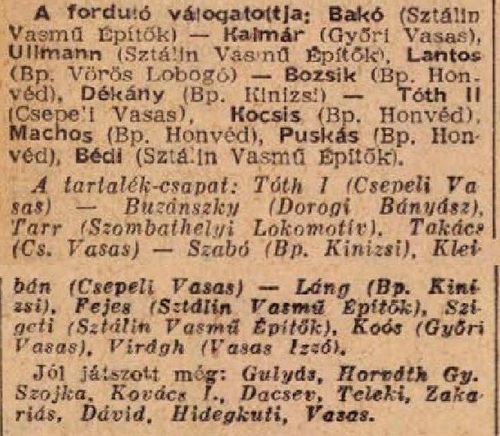 A forduló válogatottja: Bakó (Sztálin
Vasmű Építők) — Kalmár (Győri Vasas),
Ullmann (Sztálin Vasmű Építők), Lantos
(Bp. Vörös Lobogó) — Bozsik (Bp. Hon-
véd), Dékány (Bp. Kinizsi) — Tóth II
(Csepeli Vasas), Kocsis (Bp. Honvéd),
Machos (Bp. Honvéd), Puskás (Bp. Hon-
véd), Bédi (Sztálin Vasmű Építők).
A tartalék-csapat: Tóth I (Csepeli Va
sas) — Buzánszky (Dorogi Bányász),
Tarr (Szombathelyi Lokomotív), Takács
(Cs. Vasas) — Szabó (Bp. Kinizsi), Klei-
bán (Csepeli Vasas) — Láng (Bp. Kini
zsi), Fejes (Sztálin Vasmű Építők), Szi
geti (Sztálin Vasmű Építők), Koós (Győri
Vasas), Virágh (Vasas Izzó).
Jól játszott még: Gulyás, Horváth Gy.
Szojka, Kovács I., Dacsev, Teleki, Zaka-
riás, Dávid, Hidegkuti, Vasas.